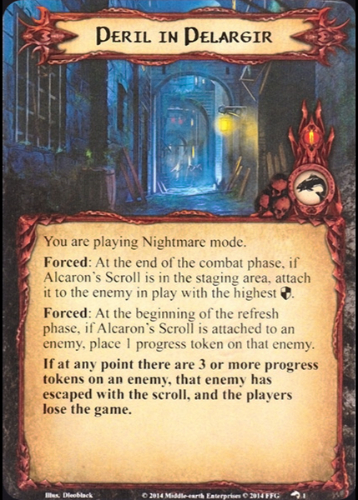 Peril in Pelargir
You are playing Nightmare mode.
Forced: At the end of the combat phase, if
Alcaron's Scroll is in the staging area, attach
it to the enemy in play with the highest .
Forced: At the beginning of the refresh
phase, if Alcaron's Scroll is attached to an
enemy, place 1 progress token on that enemy.
If at any point there are 3 or more progress
tokens on an enemy, that enemy has
escaped with the scroll, and the players
lose the game.
Illus. Dleoblack
© 2014 Middle-earth Enterprises © 2014 FFG
1